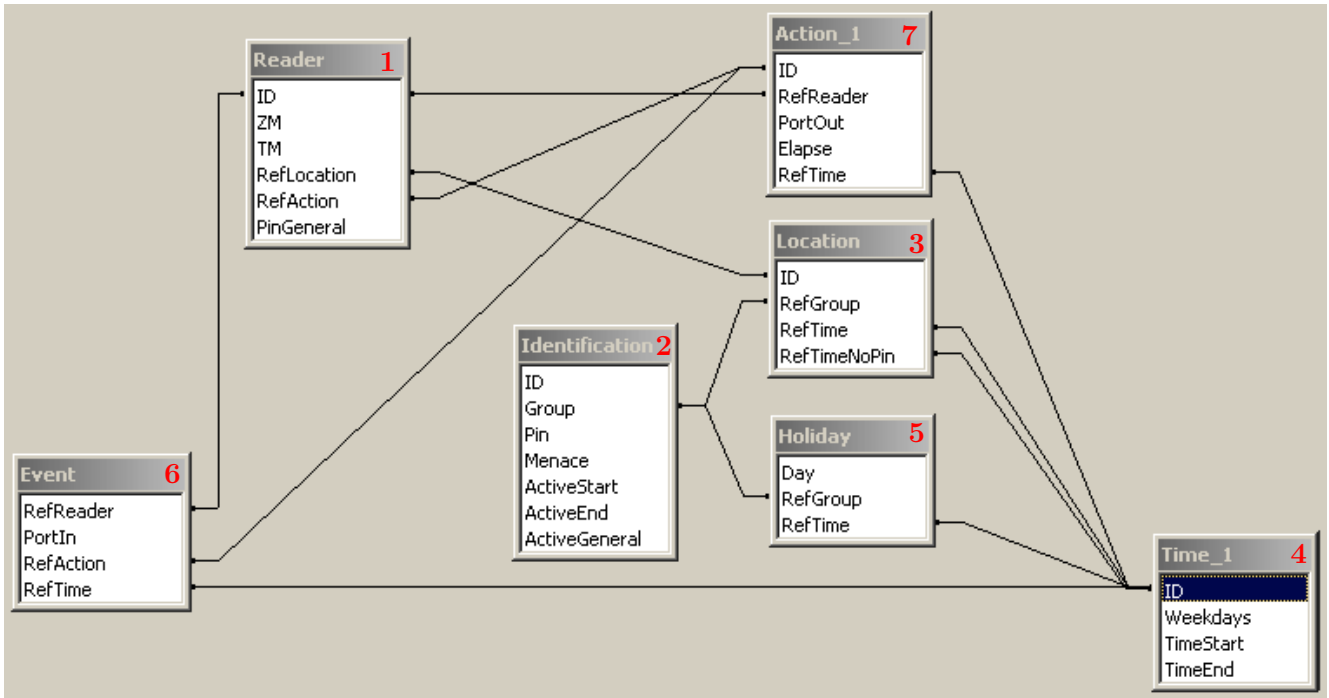 Reader 1
ID
ZM
TM
RefLocation
RefAction
PinGeneral
Action_1 7
ID
RefReader
PortOut
Elapse
RefTime
Location 3
ID
RefGroup
RefTime
RefTimeNoPin
Identification 2
ID
Group
Pin
Menace
ActiveStart
ActiveEnd
ActiveGeneral
Holiday 5
Day
RefGroup
RefTime
Event 6
RefReader
PortIn
RefAction
RefTime
Time_1 4
ID
Weekdays
TimeStart
TimeEnd